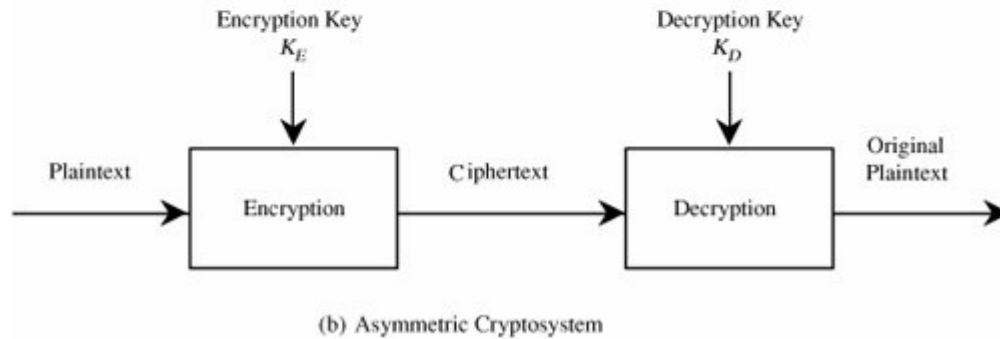 Encryption Key
K_E
Decryption Key
K_D
Plaintext
Encryption
Ciphertext
Decryption
Original
Plaintext
(b) Asymmetric Cryptosystem